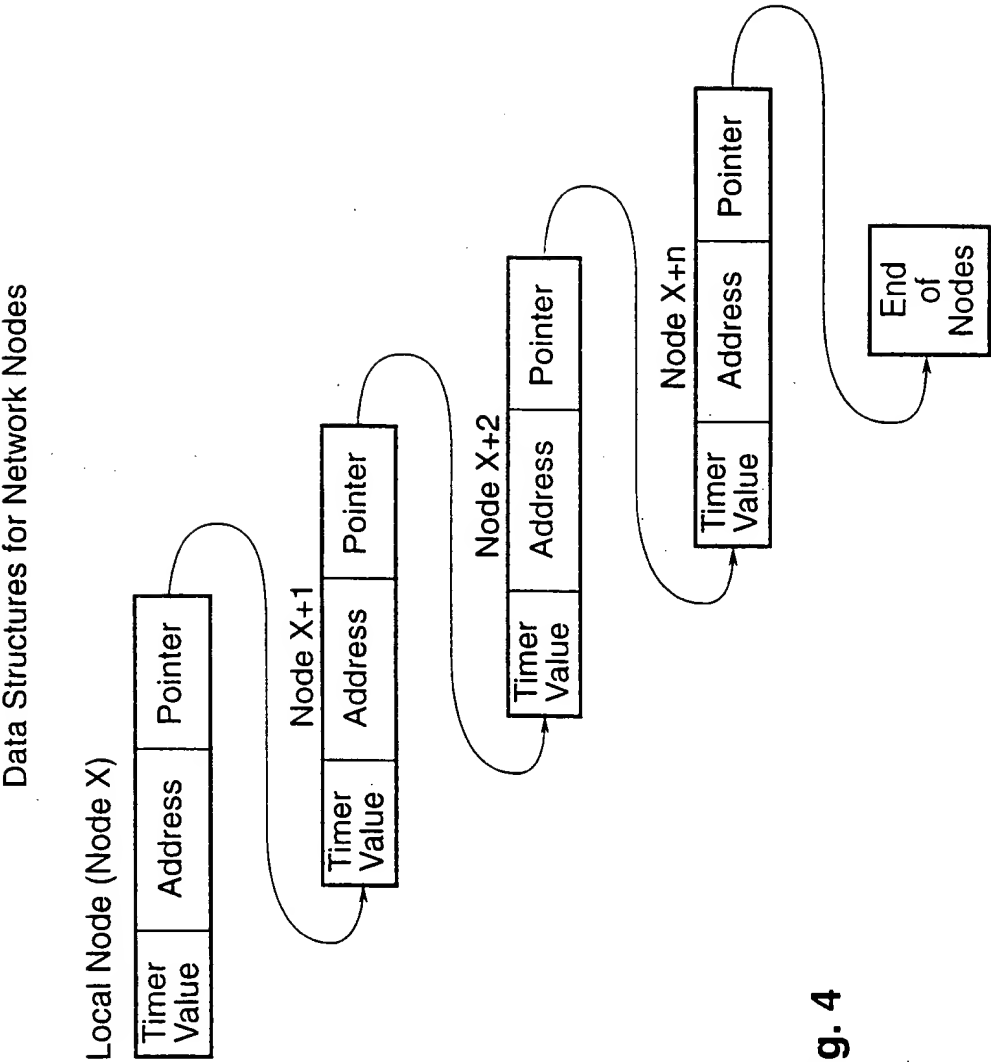 Data Structures for Network Nodes
Local Node (Node X)
Timer
Value
Address
Pointer
Node X+1
Timer
Value
Address
Pointer
Node X+2
Timer
Value
Address
Pointer
Node X+n
Timer
Value
Address
Pointer
End
of
Nodes
g. 4